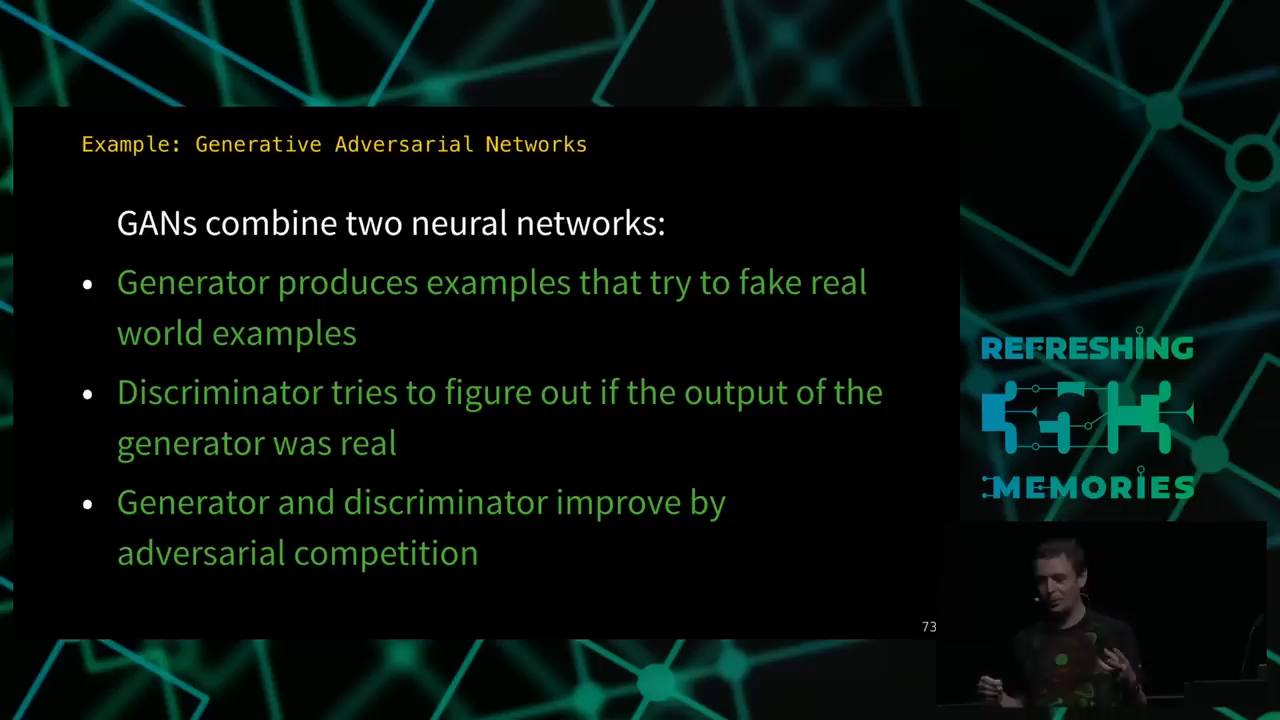 Example: Generative Adversarial Networks
GANs combine two neural networks:
• Generator produces examples that try to fake real
world examples
• Discriminator tries to figure out if the output of the
generator was real
• Generator and discriminator improve by
adversarial competition
73
REFRESHING
MEMORIES